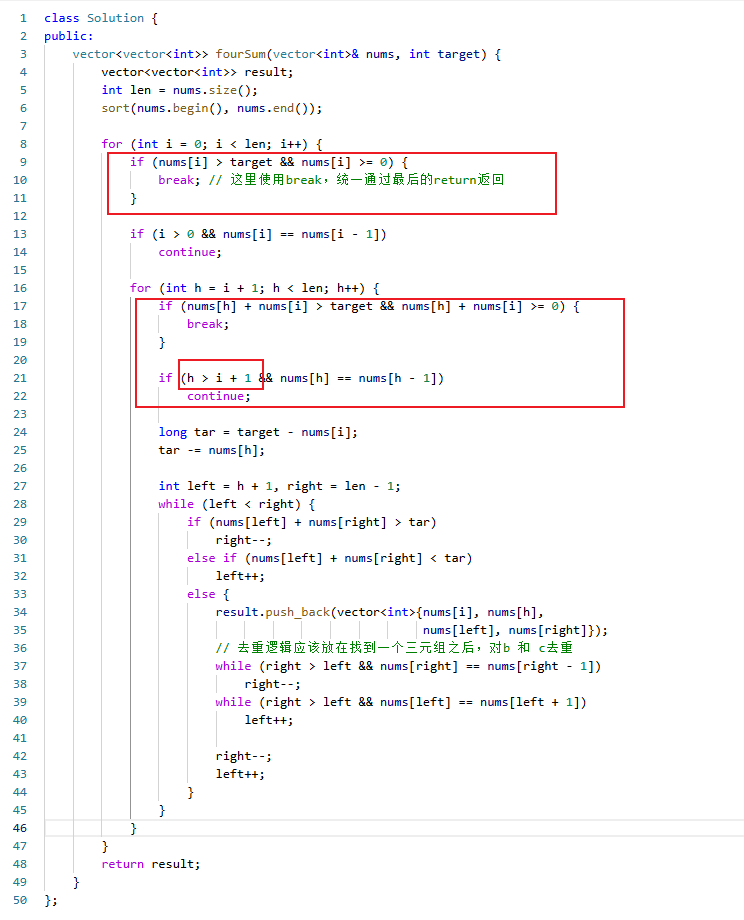 1 class Solution {
2 public:
3     vector<vector<int>> fourSum(vector<int>& nums, int target) {
4         vector<vector<int>> result;
5         int len = nums.size();
6         sort(nums.begin(), nums.end());
7
8         for (int i = 0; i < len; i++) {
9             if (nums[i] > target && nums[i] >= 0) {
10                 break; // 这里使用break，统一通过最后的return返回
11             }
12
13             if (i > 0 && nums[i] == nums[i - 1])
14                 continue;
15
16             for (int h = i + 1; h < len; h++) {
17                 if (nums[h] + nums[i] > target && nums[h] + nums[i] >= 0) {
18                     break;
19                 }
20
21                 if (h > i + 1 && nums[h] == nums[h - 1])
22                     continue;
23
24                 long tar = target - nums[i];
25                 tar -= nums[h];
26
27                 int left = h + 1, right = len - 1;
28                 while (left < right) {
29                     if (nums[left] + nums[right] > tar)
30                         right--;
31                     else if (nums[left] + nums[right] < tar)
32                         left++;
33                     else {
34                         result.push_back(vector<int>{nums[i], nums[h],
35                                                      nums[left], nums[right]});
36                         // 去重逻辑应该放在找到一个三元组之后，对b 和 c去重
37                         while (right > left && nums[right] == nums[right - 1])
38                             right--;
39                         while (right > left && nums[left] == nums[left + 1])
40                             left++;
41
42                         right--;
43                         left++;
44                     }
45                 }
46             }
47         }
48         return result;
49     }
50 };